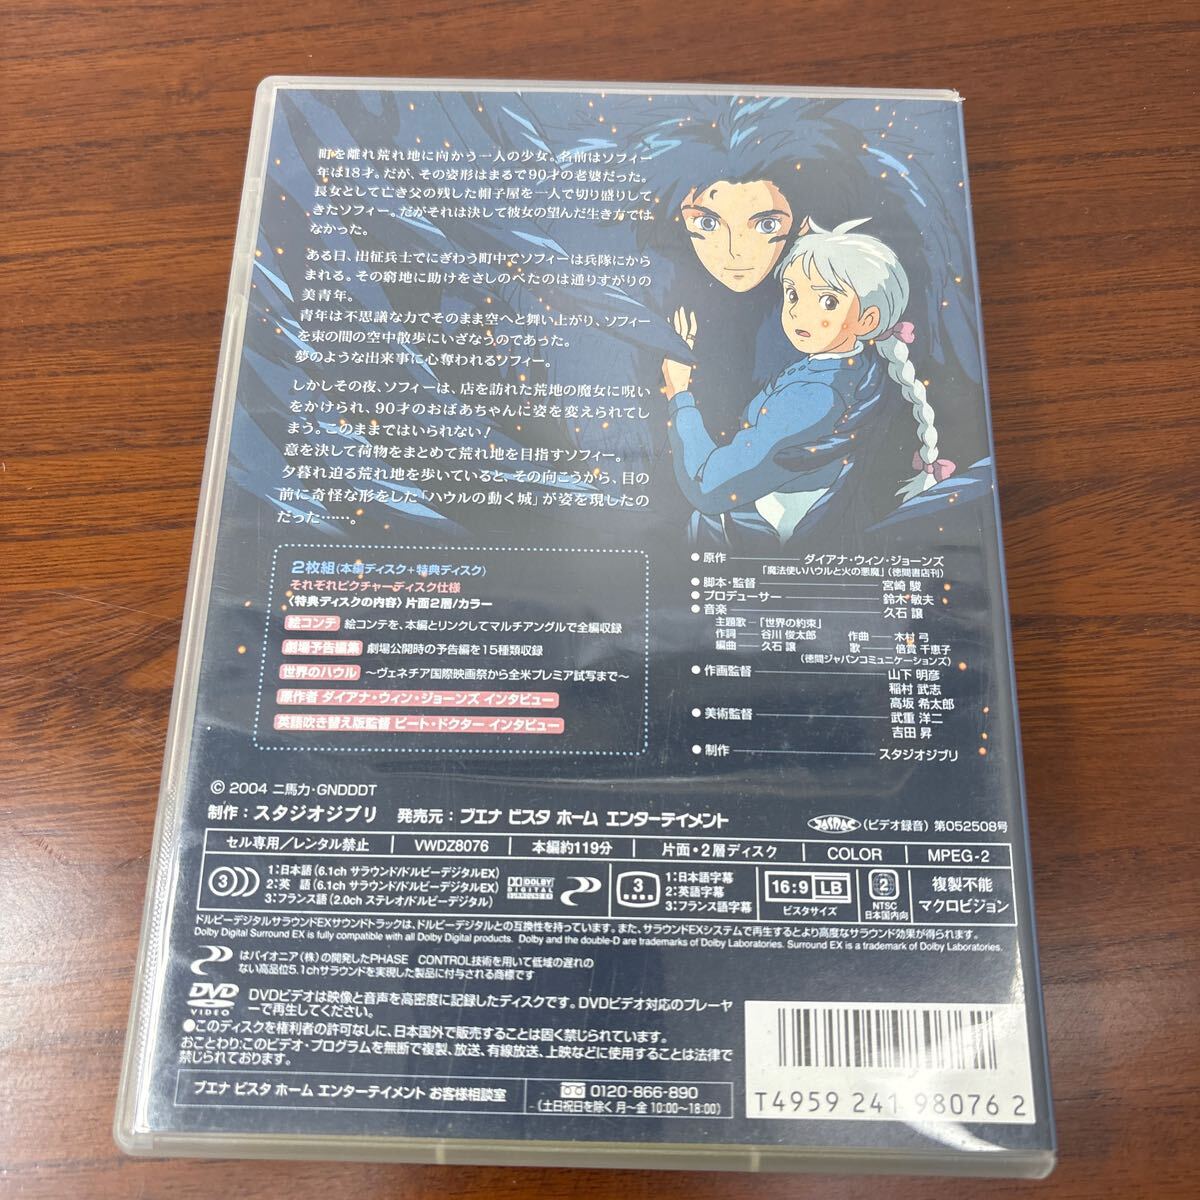 町を離れ荒れ地に向かう一人の少女。名前はソフィー
年は18才。だが、その姿形はまるで90才の老婆だった。
長女として亡き父の残した帽子屋を一人で切り盛りして
きたソフィー。だがそれは決して彼女の望んだ生き方では
なかった。
ある日、出征兵士でにぎわう町中でソフィーは兵隊にから
まれる。その窮地に助けをさしのべたのは通りすがりの
美青年。
青年は不思議な力でそのまま空へと舞い上がり、ソフィー
を束の間の空中散歩にいざなうのであった。
夢のような出来事に心奪われるソフィー。
しかしその夜、ソフィーは、店を訪れた荒地の魔女に呪い
をかけられ、90才のおばあちゃんに姿を変えられてし
まう。このままではいられない!
意を決して荷物をまとめて荒れ地を目指すソフィー。
夕暮れ迫る荒れ地を歩いていると、その向こうから、目の
前に奇怪な形をした「ハウルの動く城」が姿を現したの
だった……。
2枚組(本編ディスク+特典ディスク)
それぞれピクチャーディスク仕様
〈特典ディスクの内容〉片面2層/カラー
絵コンテ 絵コンテを、本編とリンクしてマルチアングルで全編収録
劇場予告編集 劇場公開時の予告編を15種類収録
世界のハウル ～ヴェネチア国際映画祭から全米プレミア試写まで～
原作者 ダイアナ・ウィン・ジョーンズ インタビュー
英語吹き替え版監督 ピート・ドクター インタビュー
●原作 ダイアナ・ウィン・ジョーンズ
「魔法使いハウルと火の悪魔」(徳間書店刊)
●脚本・監督 宮崎 駿
●プロデューサー 鈴木 敏夫
●音楽 久石 譲
主題歌-「世界の約束」
作詞 谷川 俊太郎 作曲 木村 弓
編曲 久石 譲 歌 倍賞 千恵子
(徳間ジャパンコミュニケーションズ)
●作画監督 山下 明彦
稲村 武志
高坂 希太郎
●美術監督 武重 洋二
吉田 昇
●制作 スタジオジブリ
© 2004 二馬力・GNDDDT
制作：スタジオジブリ 発売元：ブエナ ビスタ ホーム エンターテイメント
JASRAC (ビデオ録音) 第052508号
セル専用/レンタル禁止 VWDZ8076 本編約119分 片面・2層ディスク COLOR MPEG-2
3 1:日本語(6.1ch サラウンド/ドルビーデジタルEX)
2:英 語(6.1ch サラウンド/ドルビーデジタルEX)
3:フランス語(2.0ch ステレオ/ドルビーデジタル)
DOLBY
DIGITAL
SURROUND EX
3 1:日本語字幕
2:英語字幕
3:フランス語字幕
16:9 LB
ビスタサイズ
2
NTSC
日本国内向
複製不能
マクロビジョン
ドルビーデジタルサラウンドEXサウンドトラックは、ドルビーデジタルとの互換性を持っています。また、サラウンドEXシステムで再生するとより高度なサラウンド効果が得られます。
Dolby Digital Surround EX is fully compatible with all Dolby Digital products. Dolby and the double-D are trademarks of Dolby Laboratories. Surround EX is a trademark of Dolby Laboratories.
はパイオニア(株)の開発したPHASE CONTROL技術を用いて低域の遅れの
ない高品位5.1chサラウンドを実現した製品に付与される商標です
DVD
VIDEO
DVDビデオは映像と音声を高密度に記録したディスクです。DVDビデオ対応のプレーヤ
ーで再生してください。
●このディスクを権利者の許可なしに、日本国外で販売することは固く禁じられています。
おことわり:このビデオ・プログラムを無断で複製、放送、有線放送、上映などに使用することは法律で
禁じられております。
ブエナ ビスタ ホーム エンターテイメント お客様相談室
0120-866-890
(土日祝日を除く 月～金 10:00～18:00)
T4959 241 98076 2